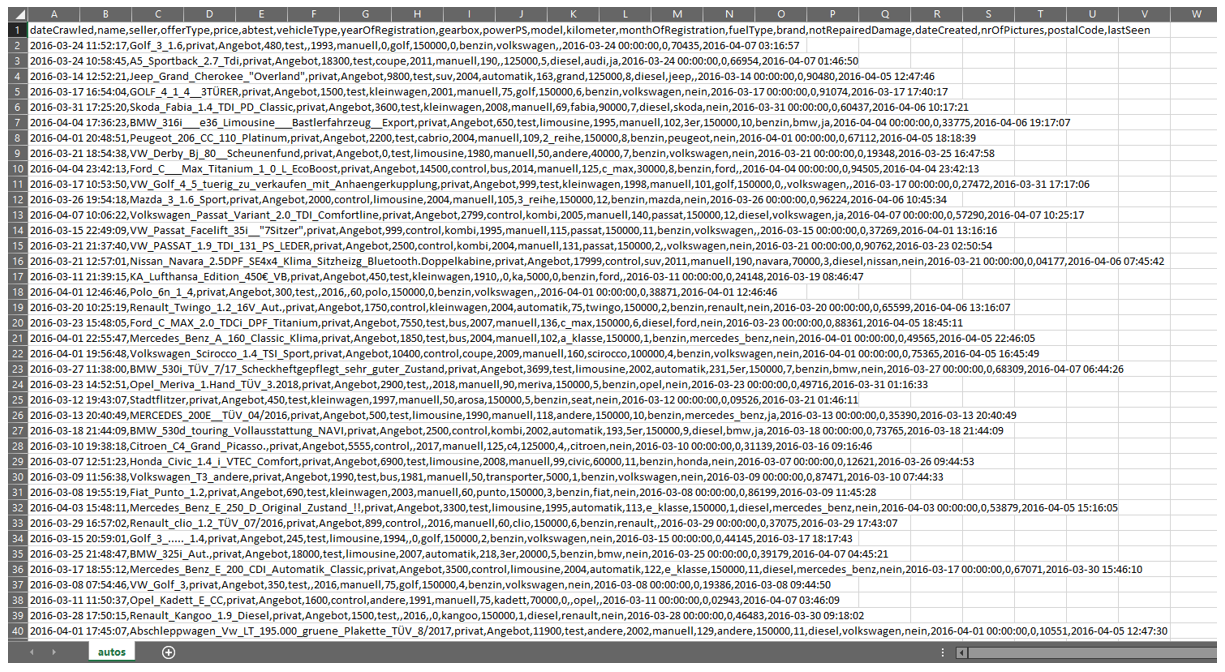 A B C D E F G H I J K L M N O P Q R S T U V W
1 dateCrawled,name,seller,offerType,price,abtest,vehicleType,yearOfRegistration,gearbox,powerPS,model,kilometer,monthOfRegistration,fuelType,brand,notRepairedDamage,dateCreated,nrOfPictures,postalCode,lastSeen
2 2016-03-24 11:52:17,Golf_3_1.6,privat,Angebot,480,test,,1993,manuell,0,golf,150000,0,benzin,volkswagen,,2016-03-24 00:00:00,0,70435,2016-04-07 03:16:57
3 2016-03-24 10:58:45,A5_Sportback_2.7_Tdi,privat,Angebot,18300,test,coupe,2011,manuell,190,,125000,5,diesel,audi,ja,2016-03-24 00:00:00,0,66954,2016-04-07 01:46:50
4 2016-03-14 12:52:21,Jeep_Grand_Cherokee_"Overland",privat,Angebot,9800,test,suv,2004,automatik,163,grand,125000,8,diesel,jeep,,2016-03-14 00:00:00,0,90480,2016-04-05 12:47:46
5 2016-03-17 16:54:04,GOLF_4_1_4__3TÜRER,privat,Angebot,1500,test,kleinwagen,2001,manuell,75,golf,150000,6,benzin,volkswagen,nein,2016-03-17 00:00:00,0,91074,2016-03-17 17:40:17
6 2016-03-31 17:25:20,Skoda_Fabia_1.4_TDI_PD_Classic,privat,Angebot,3600,test,kleinwagen,2008,manuell,69,fabia,90000,7,diesel,skoda,nein,2016-03-31 00:00:00,0,60437,2016-04-06 10:17:21
7 2016-04-04 17:36:23,BMW_316i___e36_Limousine___Bastlerfahrzeug__Export,privat,Angebot,650,test,limousine,1995,manuell,102,3er,150000,10,benzin,bmw,ja,2016-04-04 00:00:00,0,33775,2016-04-06 19:17:07
8 2016-04-01 20:48:51,Peugeot_206_CC_110_Platinum,privat,Angebot,2200,test,cabrio,2004,manuell,109,2_reihe,150000,8,benzin,peugeot,nein,2016-04-01 00:00:00,0,67112,2016-04-05 18:18:39
9 2016-03-21 18:54:38,VW_Derby_Bj_80__Scheunenfund,privat,Angebot,0,test,limousine,1980,manuell,50,andere,40000,7,benzin,volkswagen,nein,2016-03-21 00:00:00,0,19348,2016-03-25 16:47:58
10 2016-04-04 23:42:13,Ford_C___Max_Titanium_1_0_L_EcoBoost,privat,Angebot,14500,control,bus,2014,manuell,125,c_max,30000,8,benzin,ford,,2016-04-04 00:00:00,0,94505,2016-04-04 23:42:13
11 2016-03-17 10:53:50,VW_Golf_4_5_tuerig_zu_verkaufen_mit_Anhaengerkupplung,privat,Angebot,999,test,kleinwagen,1998,manuell,101,golf,150000,0,,volkswagen,,2016-03-17 00:00:00,0,27472,2016-03-31 17:17:06
12 2016-03-26 19:54:18,Mazda_3_1.6_Sport,privat,Angebot,2000,control,limousine,2004,manuell,105,3_reihe,150000,12,benzin,mazda,nein,2016-03-26 00:00:00,0,96224,2016-04-06 10:45:34
13 2016-04-07 10:06:22,Volkswagen_Passat_Variant_2.0_TDI_Comfortline,privat,Angebot,2799,control,kombi,2005,manuell,140,passat,150000,12,diesel,volkswagen,ja,2016-04-07 00:00:00,0,57290,2016-04-07 10:25:17
14 2016-03-15 22:49:09,VW_Passat_Facelift_35i__"7Sitzer",privat,Angebot,999,control,kombi,1995,manuell,115,passat,150000,11,benzin,volkswagen,,2016-03-15 00:00:00,0,37269,2016-04-01 13:16:16
15 2016-03-21 21:37:40,VW_PASSAT_1.9_TDI_131_PS_LEDER,privat,Angebot,2500,control,kombi,2004,manuell,131,passat,150000,2,,volkswagen,nein,2016-03-21 00:00:00,0,90762,2016-03-23 02:50:54
16 2016-03-21 12:57:01,Nissan_Navara_2.5DPF_SE4x4_Klima_Sitzheizg_Bluetooth.Doppelkabine,privat,Angebot,17999,control,suv,2011,manuell,190,navara,70000,3,diesel,nissan,nein,2016-03-21 00:00:00,0,04177,2016-04-06 07:45:42
17 2016-03-11 21:39:15,KA_Lufthansa_Edition_450€_VB,privat,Angebot,450,test,kleinwagen,1910,,0,ka,5000,0,benzin,ford,,2016-03-11 00:00:00,0,24148,2016-03-19 08:46:47
18 2016-04-01 12:46:46,Polo_6n_1_4,privat,Angebot,300,test,,2016,,60,polo,150000,0,benzin,volkswagen,,2016-04-01 00:00:00,0,38871,2016-04-01 12:46:46
19 2016-03-20 10:25:19,Renault_Twingo_1.2_16V_Aut.,privat,Angebot,1750,control,kleinwagen,2004,automatik,75,twingo,150000,2,benzin,renault,nein,2016-03-20 00:00:00,0,65599,2016-04-06 13:16:07
20 2016-03-23 15:48:05,Ford_C_MAX_2.0_TDCi_DPF_Titanium,privat,Angebot,7550,test,bus,2007,manuell,136,c_max,150000,6,diesel,ford,nein,2016-03-23 00:00:00,0,88361,2016-04-05 18:45:11
21 2016-04-01 22:55:47,Mercedes_Benz_A_160_Classic_Klima,privat,Angebot,1850,test,bus,2004,manuell,102,a_klasse,150000,1,benzin,mercedes_benz,nein,2016-04-01 00:00:00,0,49565,2016-04-05 22:46:05
22 2016-04-01 19:56:48,Volkswagen_Scirocco_1.4_TSI_Sport,privat,Angebot,10400,control,coupe,2009,manuell,160,scirocco,100000,4,benzin,volkswagen,nein,2016-04-01 00:00:00,0,75365,2016-04-05 16:45:49
23 2016-03-27 11:38:00,BMW_530i_TÜV_7/17_Scheckheftgepflegt_sehr_guter_Zustand,privat,Angebot,3699,test,limousine,2002,automatik,231,5er,150000,7,benzin,bmw,nein,2016-03-27 00:00:00,0,68309,2016-04-07 06:44:26
24 2016-03-23 14:52:51,Opel_Meriva_1.Hand_TÜV_3.2018,privat,Angebot,2900,test,,2018,manuell,90,meriva,150000,5,benzin,opel,nein,2016-03-23 00:00:00,0,49716,2016-03-31 01:16:33
25 2016-03-12 19:43:07,Stadtflitzer,privat,Angebot,450,test,kleinwagen,1997,manuell,50,arosa,150000,5,benzin,seat,nein,2016-03-12 00:00:00,0,09526,2016-03-21 01:46:11
26 2016-03-13 20:40:49,MERCEDES_200E__TÜV_04/2016,privat,Angebot,500,test,limousine,1990,manuell,118,andere,150000,10,benzin,mercedes_benz,ja,2016-03-13 00:00:00,0,35390,2016-03-13 20:40:49
27 2016-03-18 21:44:09,BMW_530d_touring_Vollausstattung_NAVI,privat,Angebot,2500,control,kombi,2002,automatik,193,5er,150000,9,diesel,bmw,ja,2016-03-18 00:00:00,0,73765,2016-03-18 21:44:09
28 2016-03-10 19:38:18,Citroen_C4_Grand_Picasso.,privat,Angebot,5555,control,,2017,manuell,125,c4,125000,4,,citroen,nein,2016-03-10 00:00:00,0,31139,2016-03-16 09:16:46
29 2016-03-07 12:51:23,Honda_Civic_1.4_i_VTEC_Comfort,privat,Angebot,6900,test,limousine,2008,manuell,99,civic,60000,11,benzin,honda,nein,2016-03-07 00:00:00,0,12621,2016-03-26 09:44:53
30 2016-03-09 11:56:38,Volkswagen_T3_andere,privat,Angebot,1990,test,bus,1981,manuell,50,transporter,5000,1,benzin,volkswagen,nein,2016-03-09 00:00:00,0,87471,2016-03-10 07:44:33
31 2016-03-08 19:55:19,Fiat_Punto_1.2,privat,Angebot,690,test,kleinwagen,2003,manuell,60,punto,150000,3,benzin,fiat,nein,2016-03-08 00:00:00,0,86199,2016-03-09 11:45:28
32 2016-04-03 15:48:11,Mercedes_Benz_E_250_D_Original_Zustand_!!,privat,Angebot,3300,test,limousine,1995,automatik,113,e_klasse,150000,1,diesel,mercedes_benz,nein,2016-04-03 00:00:00,0,53879,2016-04-05 15:16:05
33 2016-03-29 16:57:02,Renault_clio_1.2_TÜV_07/2016,privat,Angebot,899,control,,2016,manuell,60,clio,150000,6,benzin,renault,,2016-03-29 00:00:00,0,37075,2016-03-29 17:43:07
34 2016-03-15 20:59:01,Golf_3_....._1.4,privat,Angebot,245,test,limousine,1994,,0,golf,150000,2,benzin,volkswagen,nein,2016-03-15 00:00:00,0,44145,2016-03-17 18:17:43
35 2016-03-25 21:48:47,BMW_325i_Aut.,privat,Angebot,18000,test,limousine,2007,automatik,218,3er,20000,5,benzin,bmw,nein,2016-03-25 00:00:00,0,39179,2016-04-07 04:45:21
36 2016-03-17 18:55:12,Mercedes_Benz_E_200_CDI_Automatik_Classic,privat,Angebot,3500,control,limousine,2004,automatik,122,e_klasse,150000,11,diesel,mercedes_benz,nein,2016-03-17 00:00:00,0,67071,2016-03-30 15:46:10
37 2016-03-08 07:54:46,VW_Golf_3,privat,Angebot,350,test,,2016,manuell,75,golf,150000,4,benzin,volkswagen,nein,2016-03-08 00:00:00,0,19386,2016-03-08 09:44:50
38 2016-03-11 11:50:37,Opel_Kadett_E_CC,privat,Angebot,1600,control,andere,1991,manuell,75,kadett,70000,0,,opel,,2016-03-11 00:00:00,0,02943,2016-04-07 03:46:09
39 2016-03-28 17:50:15,Renault_Kangoo_1.9_Diesel,privat,Angebot,1500,test,,2016,,0,kangoo,150000,1,diesel,renault,nein,2016-03-28 00:00:00,0,46483,2016-03-30 09:18:02
40 2016-04-01 17:45:07,Abschleppwagen_Vw_LT_195.000_gruene_Plakette_TÜV_8/2017,privat,Angebot,11900,test,andere,2002,manuell,129,andere,150000,11,diesel,volkswagen,nein,2016-04-01 00:00:00,0,10551,2016-04-05 12:47:30
autos